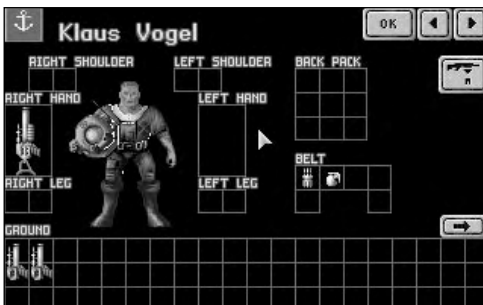 Klaus Vogel
OK
RIGHT SHOULDER
LEFT SHOULDER
BACK PACK
RIGHT HAND
LEFT HAND
BELT
RIGHT LEG
LEFT LEG
GROUND